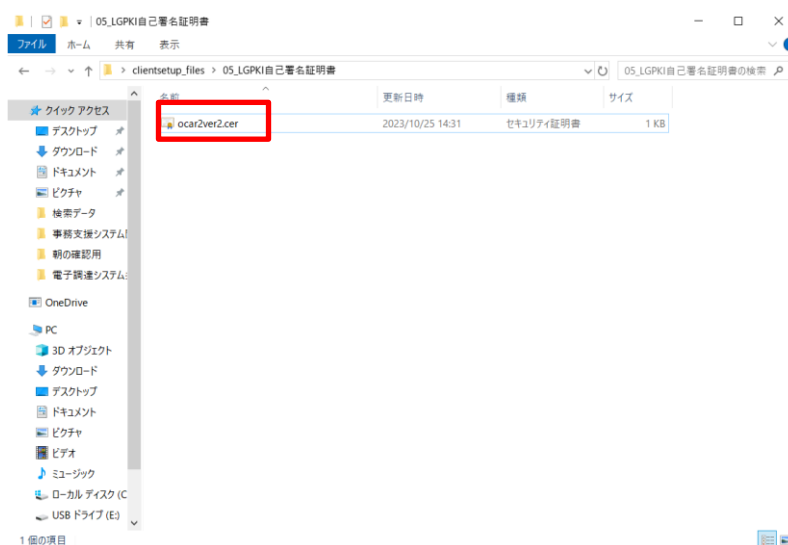 05_LGPKI自己署名証明書
ファイル ホーム 共有 表示
clientsetup_files > 05_LGPKI自己署名証明書
05_LGPKI自己署名証明書の検索
名前 更新日時 種類 サイズ
ocar2ver2.cer 2023/10/25 14:31 セキュリティ証明書 1 KB
クイック アクセス
デスクトップ
ダウンロード
ドキュメント
ピクチャ
検索データ
事務支援システム
朝の確認用
電子調達システム
OneDrive
PC
3D オブジェクト
ダウンロード
デスクトップ
ドキュメント
ピクチャ
ビデオ
ミュージック
ローカル ディスク (C
USB ドライブ (E:)
1 個の項目